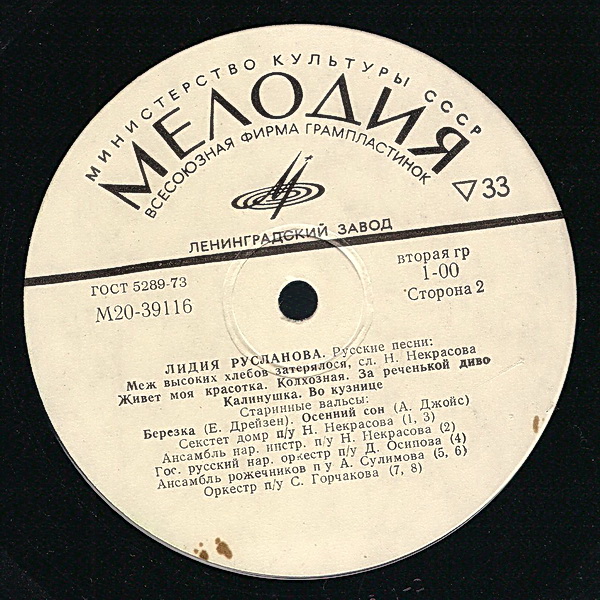 МИНИСТЕРСТВО КУЛЬТУРЫ СССР
МЕЛОДИЯ
ВСЕСОЮЗНАЯ ФИРМА ГРАМПЛАСТИНОК
33
ЛЕНИНГРАДСКИЙ ЗАВОД
ГОСТ 5289-73
М20-39116
вторая гр
1-00
Сторона 2
ЛИДИЯ РУСЛАНОВА. Русские песни:
Меж высоких хлебов затерялося, сл. Н. Некрасова
Живет моя красотка. Колхозная. За реченькой диво
Калинушка. Во кузнице
Старинные вальсы:
Березка (Е. Дрейзен). Осенний сон (А. Джойс)
Секстет домр п/у Н. Некрасова (1, 3)
Ансамбль нар. инстр. п/у Н. Некрасова (2)
Гос. русский нар. оркестр п/у Д. Осипова (4)
Ансамбль рожечников п у А. Сулимова (5, 6)
Оркестр п/у С. Горчакова (7, 8)